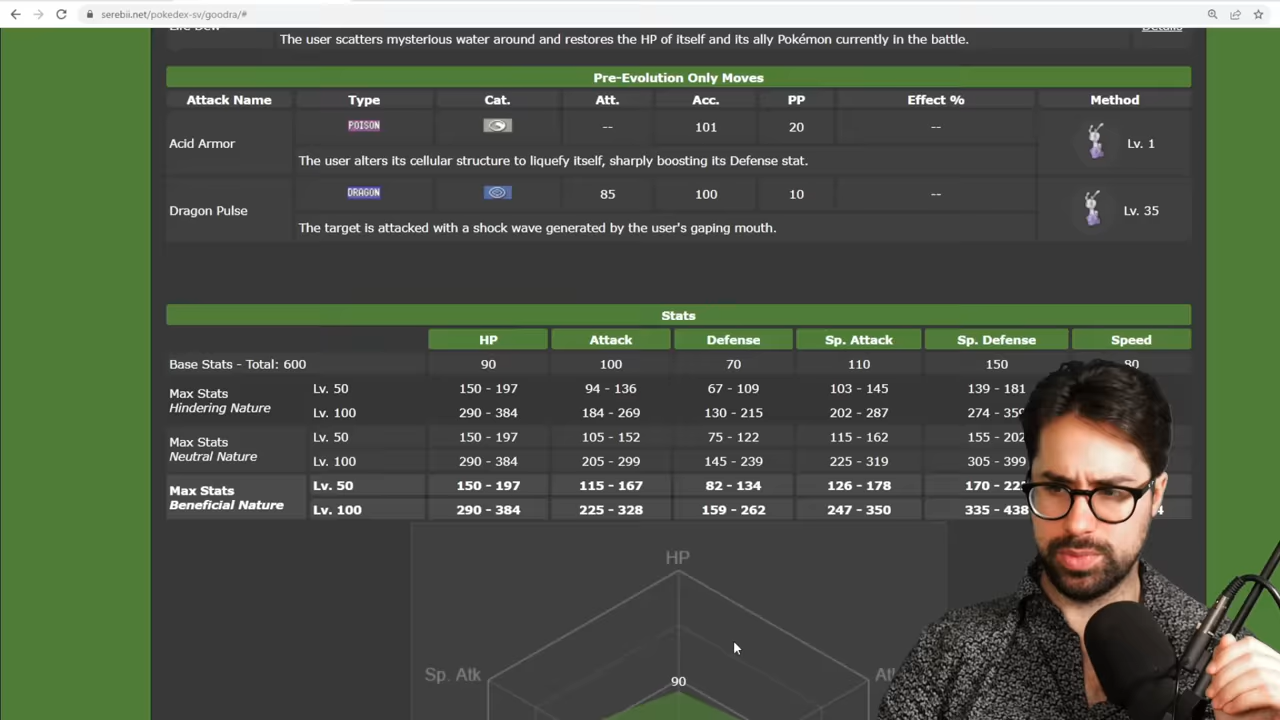 serebii.net/pokedex-sv/goodra/#
The user scatters mysterious water around and restores the HP of itself and its ally Pokémon currently in the battle.
Pre-Evolution Only Moves
Attack Name Type Cat. Att. Acc. PP Effect % Method
Acid Armor POISON -- 101 20 -- Lv. 1
The user alters its cellular structure to liquefy itself, sharply boosting its Defense stat.
Dragon Pulse DRAGON 85 100 10 -- Lv. 35
The target is attacked with a shock wave generated by the user's gaping mouth.
Stats
HP Attack Defense Sp. Attack Sp. Defense Speed
Base Stats - Total: 600 90 100 70 110 150 80
Max Stats
Hindering Nature
Lv. 50 150 - 197 94 - 136 67 - 109 103 - 145 139 - 181
Lv. 100 290 - 384 184 - 269 130 - 215 202 - 287 274 - 359
Max Stats
Neutral Nature
Lv. 50 150 - 197 105 - 152 75 - 122 115 - 162 155 - 202
Lv. 100 290 - 384 205 - 299 145 - 239 225 - 319 305 - 399
Max Stats
Beneficial Nature
Lv. 50 150 - 197 115 - 167 82 - 134 126 - 178 170 -
Lv. 100 290 - 384 225 - 328 159 - 262 247 - 350 335 - 438
HP
Sp. Atk
90